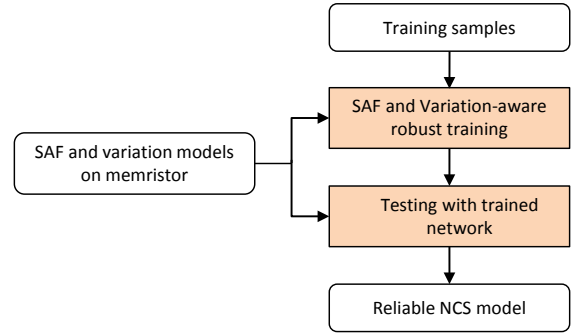 Training samples
SAF and Variation-aware
robust training
SAF and variation models
on memristor
Testing with trained
network
Reliable NCS model